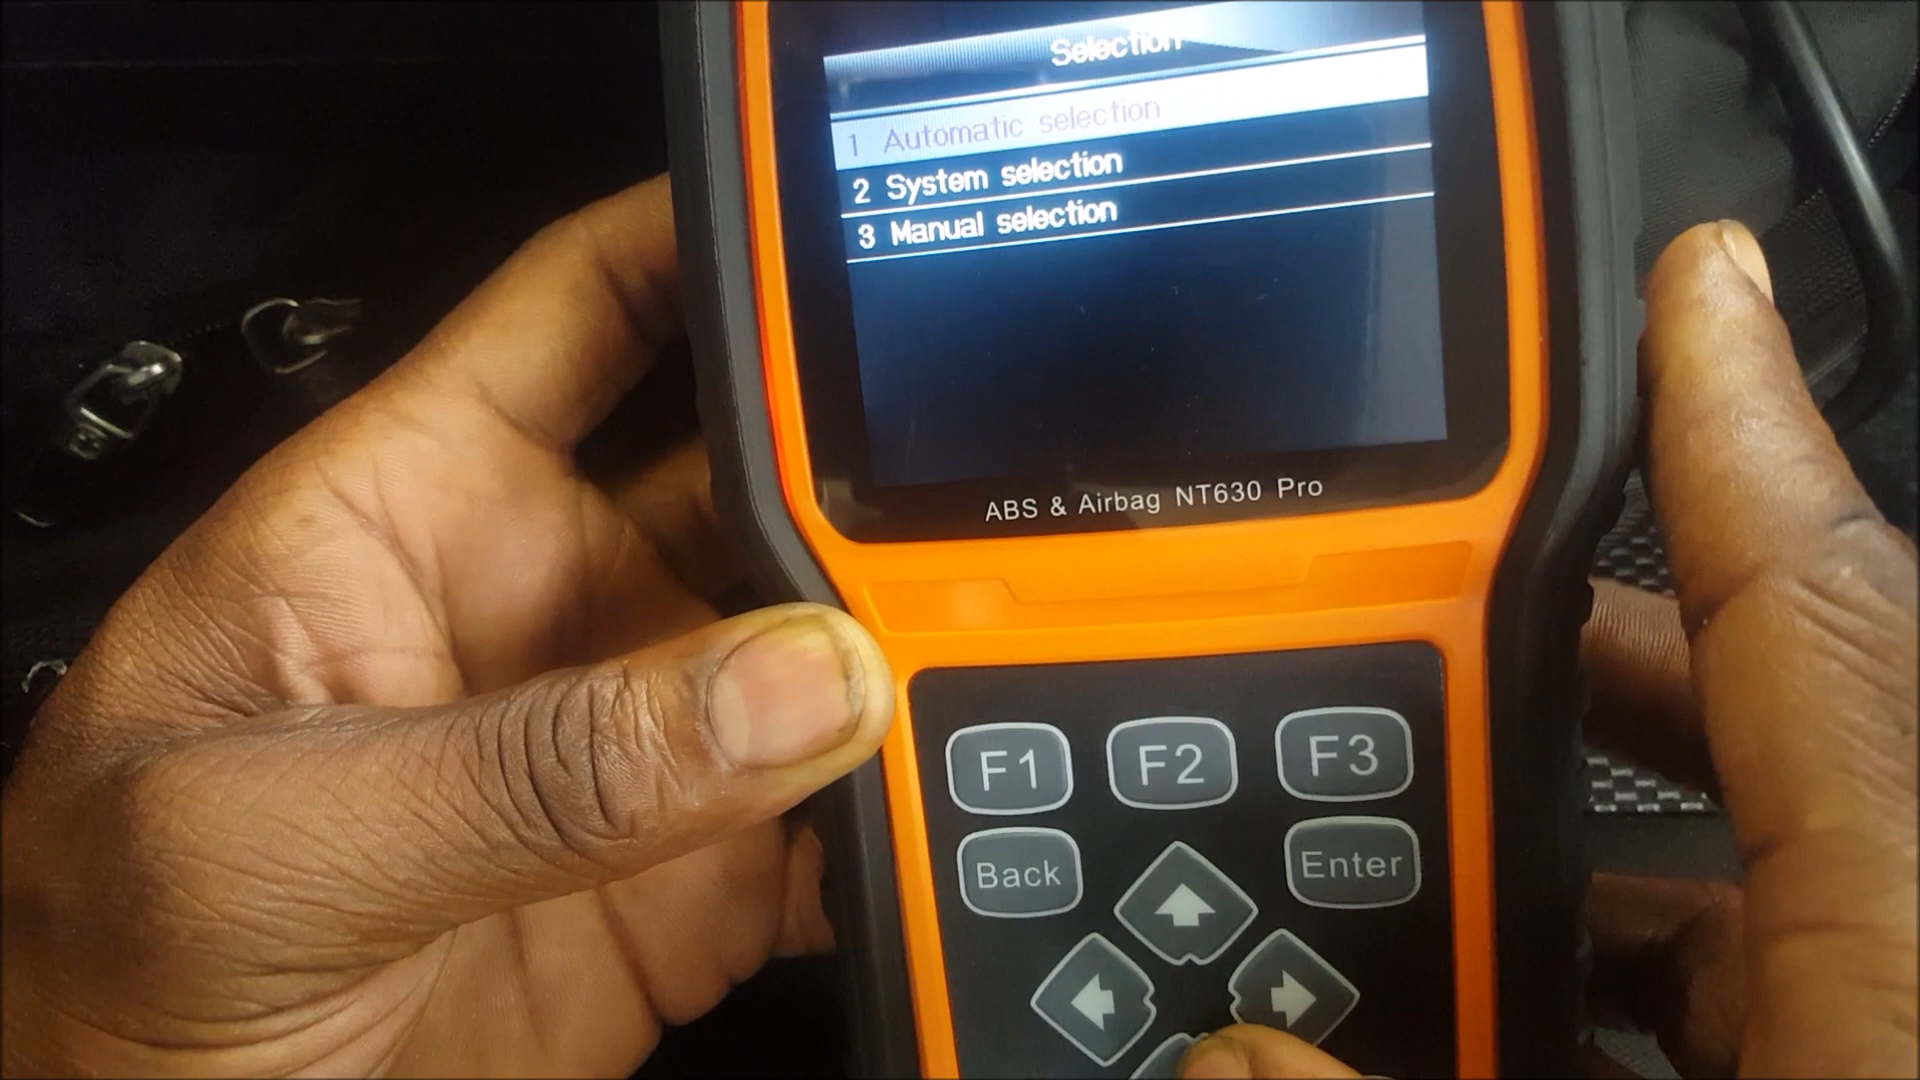 Selection
1 Automatic selection
2 System selection
3 Manual selection
ABS & Airbag NT630 Pro
F1 F2 F3
Back Enter